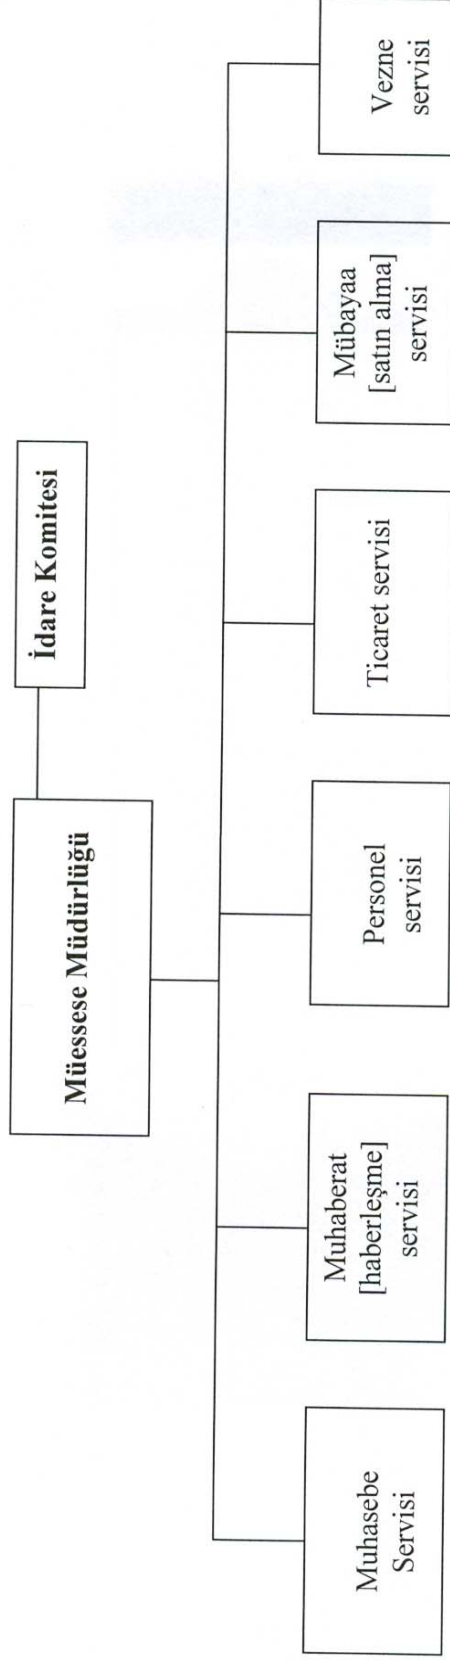 İdare Komitesi
Müessese Müdürlüğü
Muhasebe
Servisi
Muhaberat
[haberleşme]
servisi
Personel
servisi
Ticaret servisi
Mübayaa
[satın alma]
servisi
Vezne
servisi